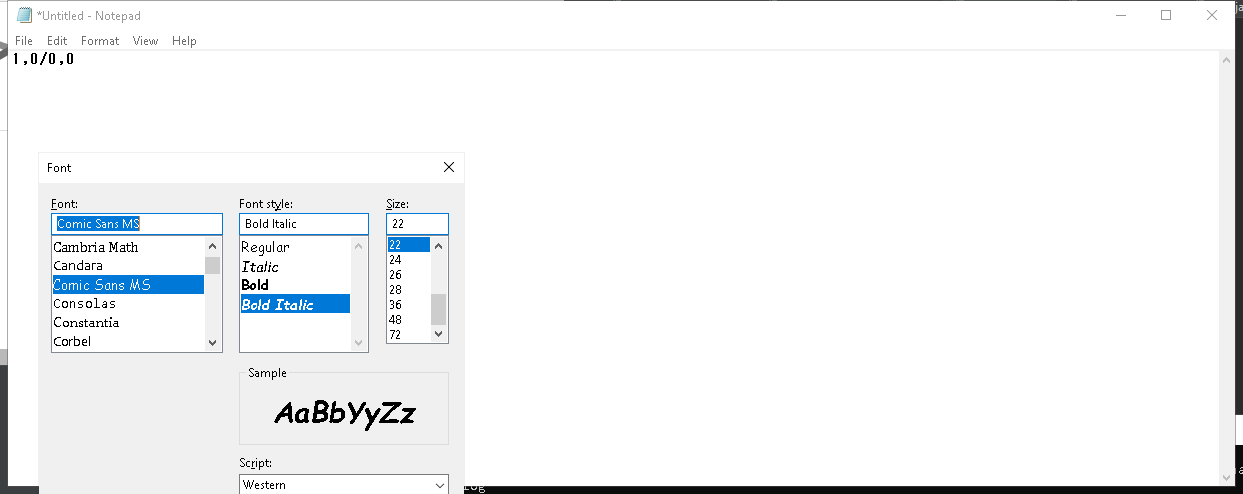 *Untitled - Notepad
File Edit Format View Help
1,0/0,0
Font
Font: Font style: Size:
Comic Sans MS Bold Italic 22
Cambria Math Regular 22
Candara Italic 24
Comic Sans MS Bold 26
Consolas Bold Italic 28
Constantia 36
Corbel 48
72
Sample
AaBbYyZz
Script:
Western